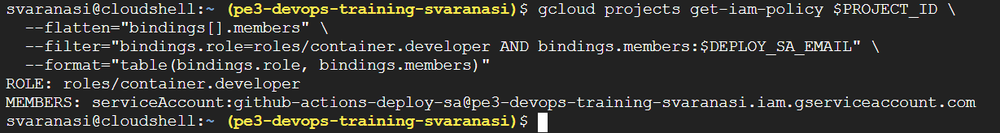 svaranasi@cloudshell:~ (pe3-devops-training-svaranasi)$ gcloud projects get-iam-policy $PROJECT_ID \
  --flatten="bindings[].members" \
  --filter="bindings.role=roles/container.developer AND bindings.members:$DEPLOY_SA_EMAIL" \
  --format="table(bindings.role, bindings.members)"
ROLE: roles/container.developer
MEMBERS: serviceAccount:github-actions-deploy-sa@pe3-devops-training-svaranasi.iam.gserviceaccount.com
svaranasi@cloudshell:~ (pe3-devops-training-svaranasi)$